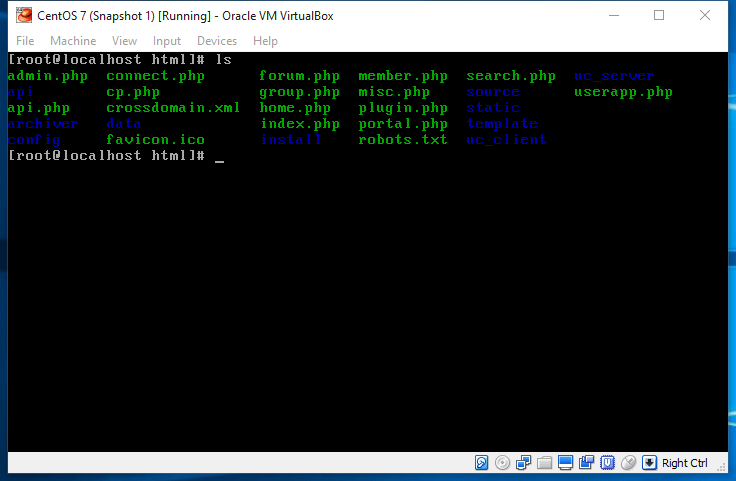 CentOS 7 (Snapshot 1) [Running] - Oracle VM VirtualBox
File Machine View Input Devices Help
[root@localhost html]# ls
admin.php connect.php forum.php member.php search.php uc_server
api cp.php group.php misc.php source userapp.php
api.php crossdomain.xml home.php plugin.php static
archiver data index.php portal.php template
config favicon.ico install robots.txt uc_client
[root@localhost html]# _
Right Ctrl